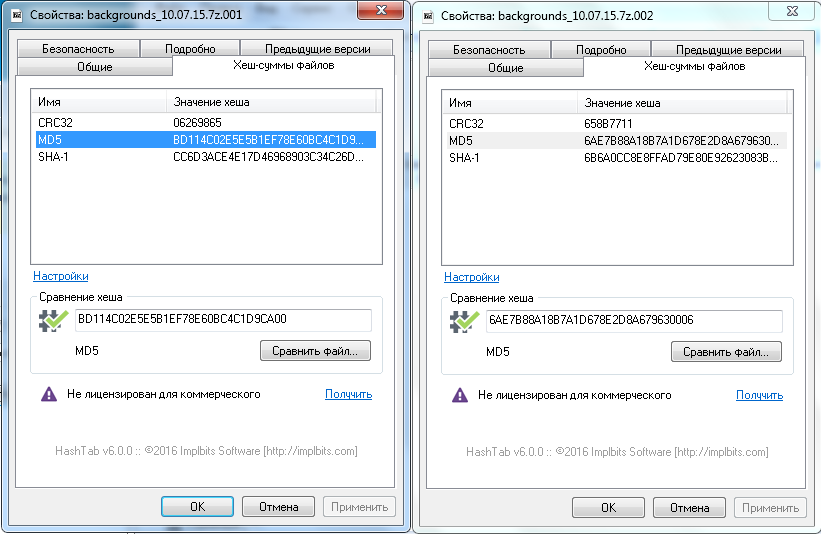 Свойства: backgrounds_10.07.15.7z.001
Безопасность Подробно Предыдущие версии
Общие Хеш-суммы файлов
Имя Значение хеша
CRC32 06269865
MD5 BD114C02E5E5B1EF78E60BC4C1D9...
SHA-1 CC6D3ACE4E17D46968903C34C26D...
Настройки
Сравнение хеша
BD114C02E5E5B1EF78E60BC4C1D9CA00
MD5 Сравнить файл...
Не лицензирован для коммерческого Получить
HashTab v6.0.0 :: ©2016 Implbits Software [http://implbits.com]
OK Отмена Применить
Свойства: backgrounds_10.07.15.7z.002
Безопасность Подробно Предыдущие версии
Общие Хеш-суммы файлов
Имя Значение хеша
CRC32 658B7711
MD5 6AE7B88A18B7A1D678E2D8A679630...
SHA-1 6B6A0CC8E8FFAD79E80E92623083B...
Настройки
Сравнение хеша
6AE7B88A18B7A1D678E2D8A679630006
MD5 Сравнить файл...
Не лицензирован для коммерческого Получить
HashTab v6.0.0 :: ©2016 Implbits Software [http://implbits.com]
OK Отмена Применить